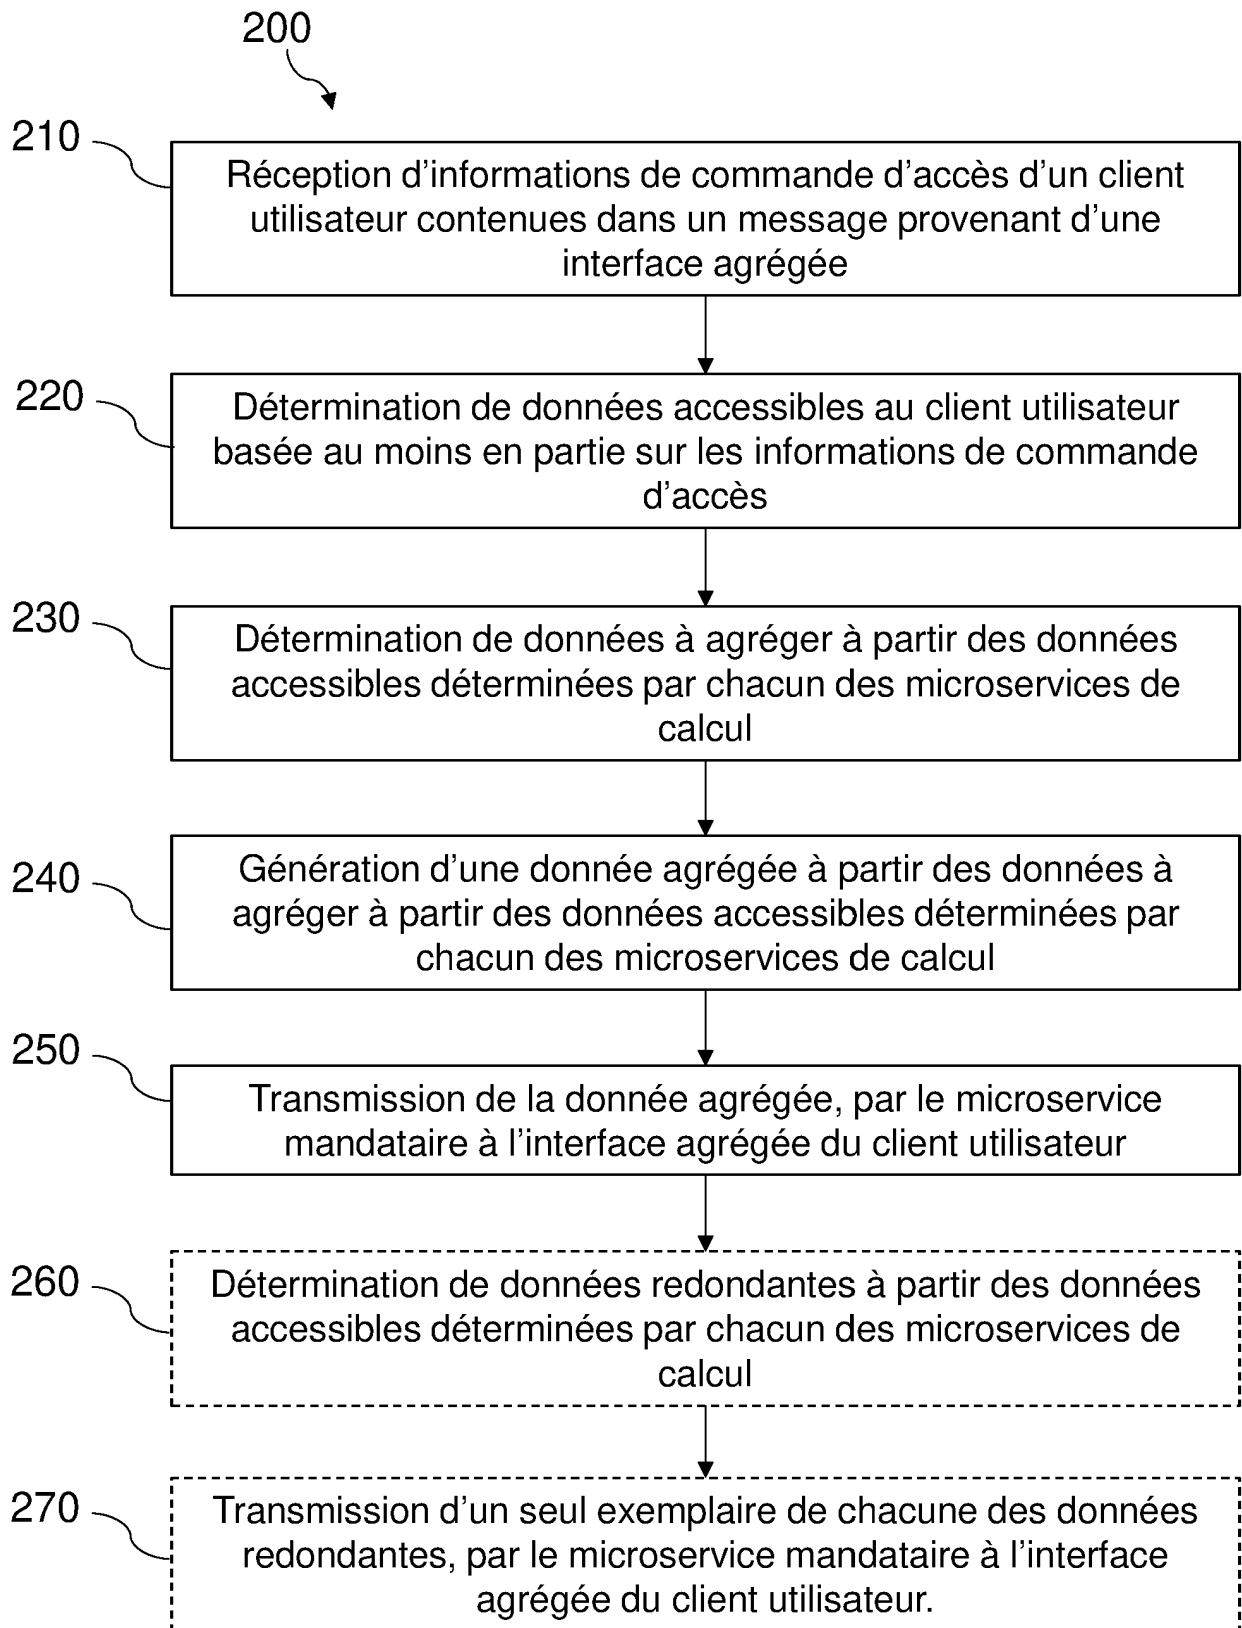 200
210
Réception d'informations de commande d'accès d'un client
utilisateur contenues dans un message provenant d'une
interface agrégée
220
Détermination de données accessibles au client utilisateur
basée au moins en partie sur les informations de commande
d'accès
230
Détermination de données à agréger à partir des données
accessibles déterminées par chacun des microservices de
calcul
240
Génération d'une donnée agrégée à partir des données à
agréger à partir des données accessibles déterminées par
chacun des microservices de calcul
250
Transmission de la donnée agrégée, par le microservice
mandataire à l'interface agrégée du client utilisateur
260
Détermination de données redondantes à partir des données
accessibles déterminées par chacun des microservices de
calcul
270
Transmission d'un seul exemplaire de chacune des données
redondantes, par le microservice mandataire à l'interface
agrégée du client utilisateur.